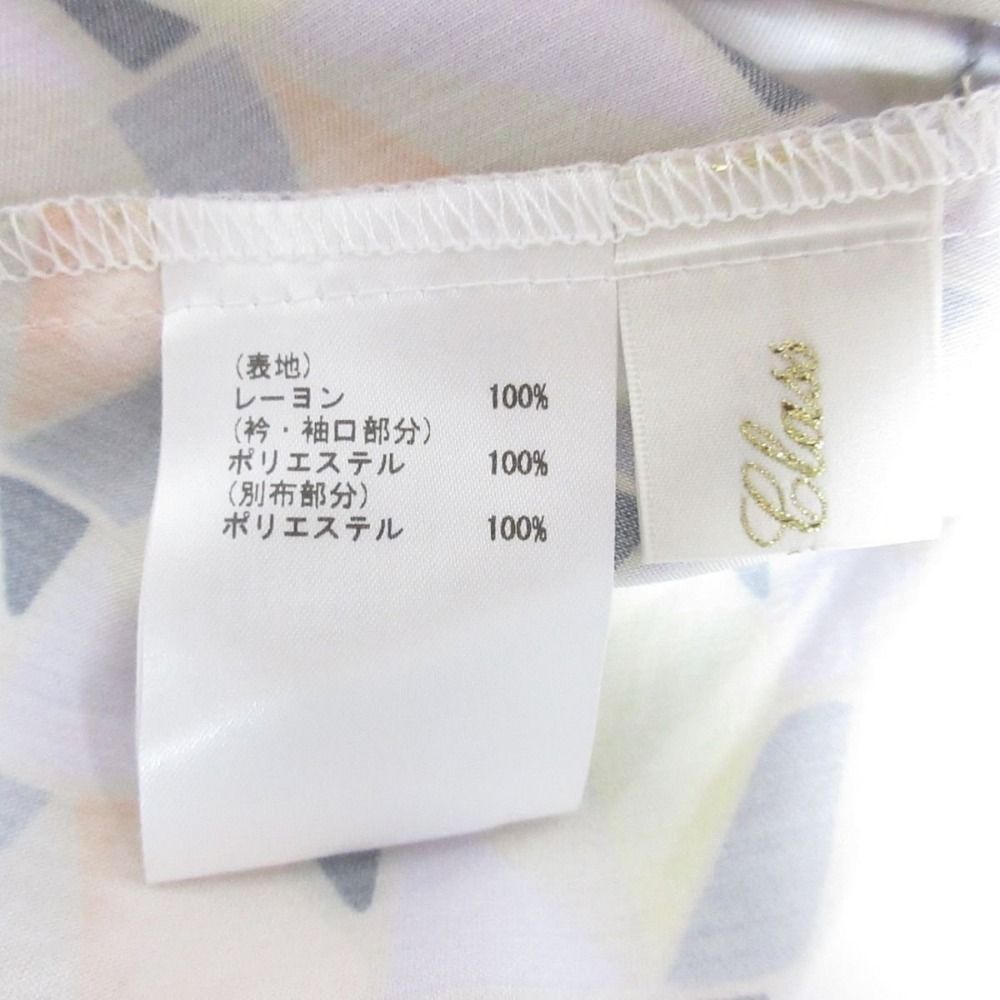 (表地)
レーヨン 100%
(衿・袖口部分)
ポリエステル 100%
(別布部分)
ポリエステル 100%
Class